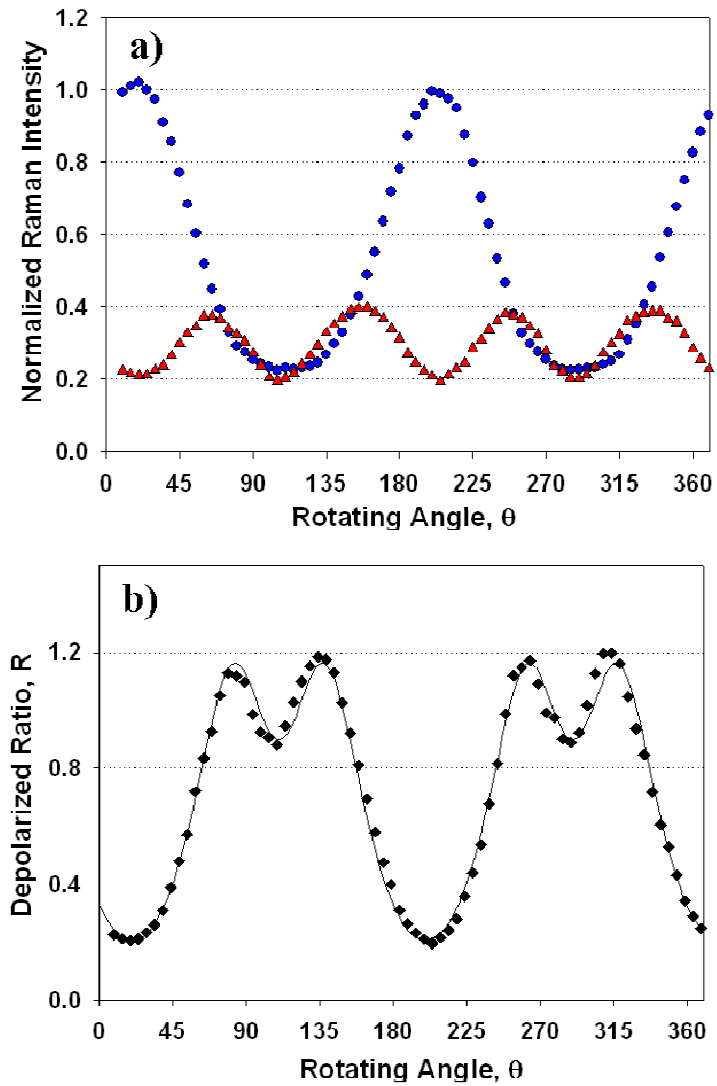 a)
Normalized Raman Intensity
1.2
1.0
0.8
0.6
0.4
0.2
0.0
0 45 90 135 180 225 270 315 360
Rotating Angle, θ
b)
Depolarized Ratio, R
1.2
0.8
0.4
0.0
0 45 90 135 180 225 270 315 360
Rotating Angle, θ